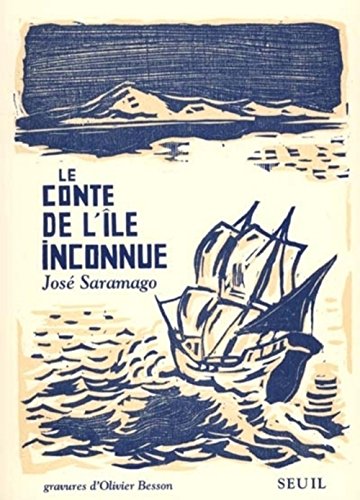 LE
CONTE
DE L'ÎLE
INCONNUE
José Saramago
gravures d'Olivier Besson
SEUIL